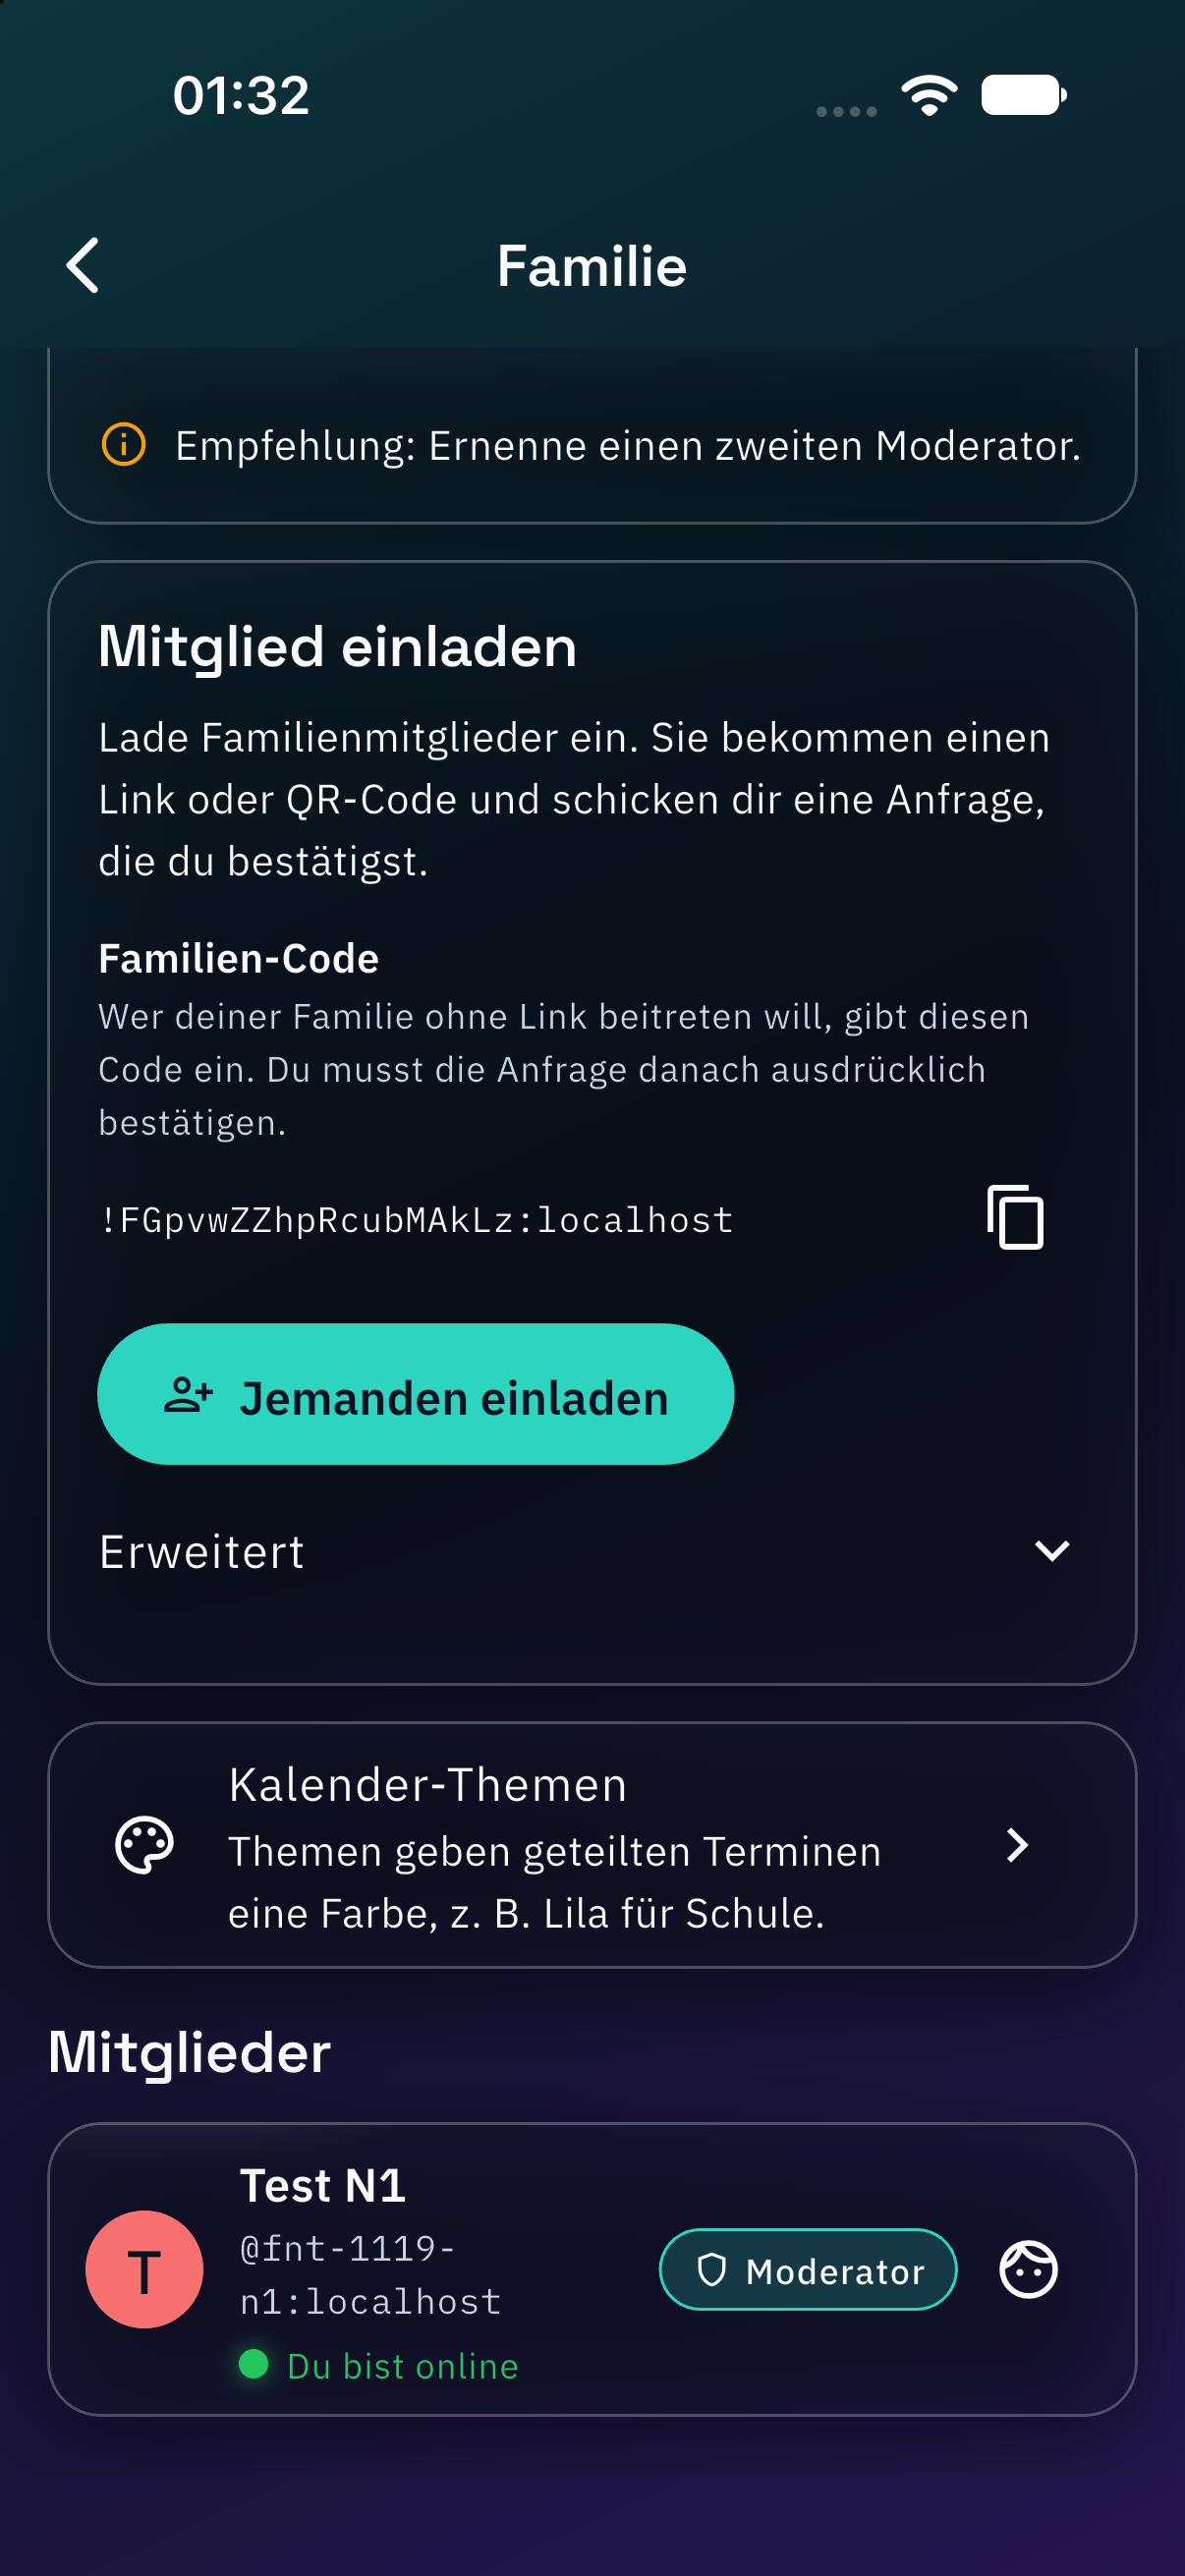 01:32
Familie
Empfehlung: Ernenne einen zweiten Moderator.
Mitglied einladen
Lade Familienmitglieder ein. Sie bekommen einen
Link oder QR-Code und schicken dir eine Anfrage,
die du bestätigst.
Familien-Code
Wer deiner Familie ohne Link beitreten will, gibt diesen
Code ein. Du musst die Anfrage danach ausdrücklich
bestätigen.
!FGpvwZZhpRcubMAkLz:localhost
Jemanden einladen
Erweitert
Kalender-Themen
Themen geben geteilten Terminen
eine Farbe, z. B. Lila für Schule.
Mitglieder
T
Test N1
@fnt-1119-
n1:localhost
Moderator
Du bist online